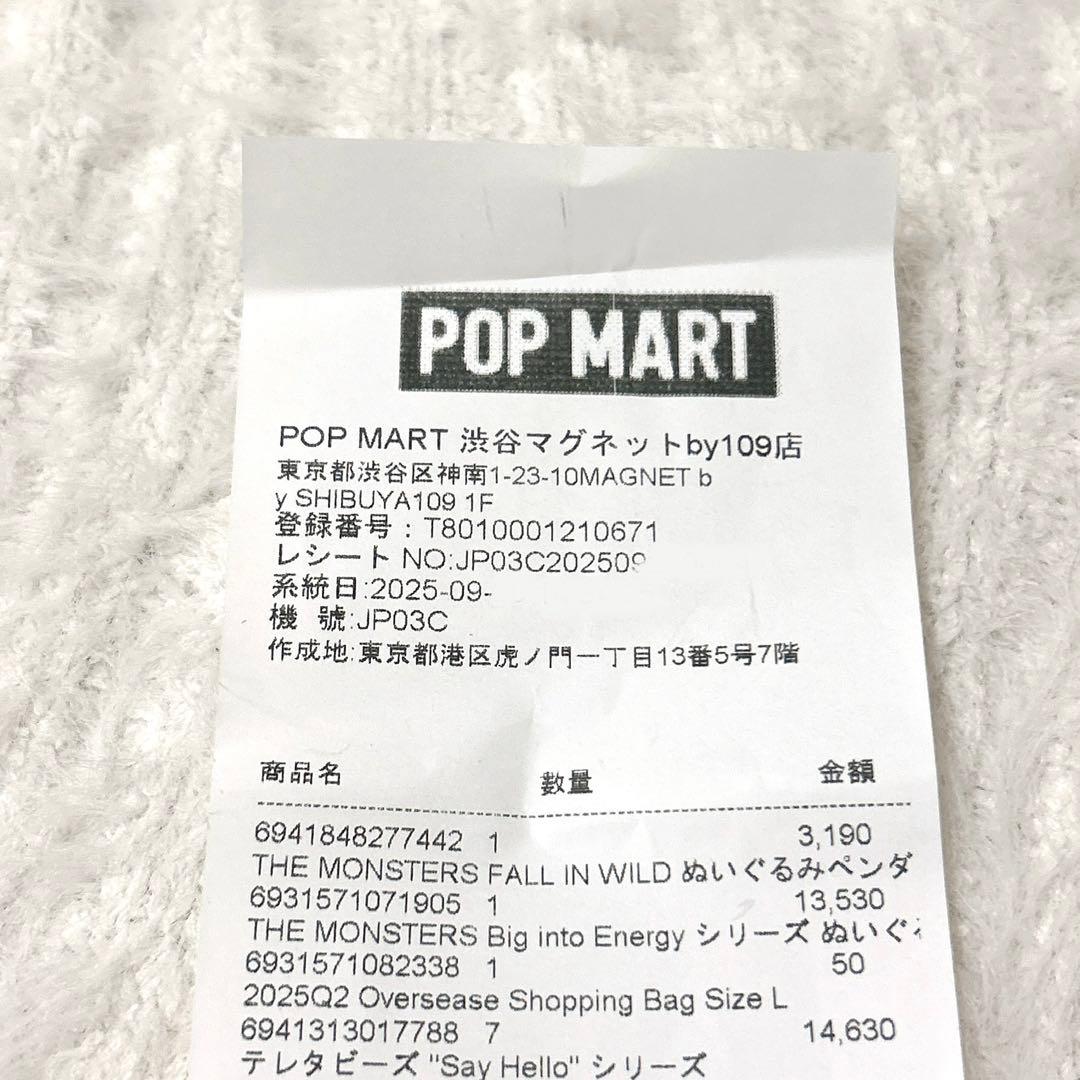 POP MART
POP MART 渋谷マグネットby109店
東京都渋谷区神南1-23-10MAGNET b
y SHIBUYA109 1F
登録番号：T8010001210671
レシート NO:JP03C202509
系統日:2025-09-
機 號:JP03C
作成地:東京都港区虎ノ門一丁目13番5号7階
商品名 數量 金額
6941848277442 1 3,190
THE MONSTERS FALL IN WILD ぬいぐるみペンダ
6931571071905 1 13,530
THE MONSTERS Big into Energy シリーズ ぬいぐ
6931571082338 1 50
2025Q2 Oversease Shopping Bag Size L
6941313017788 7 14,630
テレタビーズ "Say Hello" シリーズ